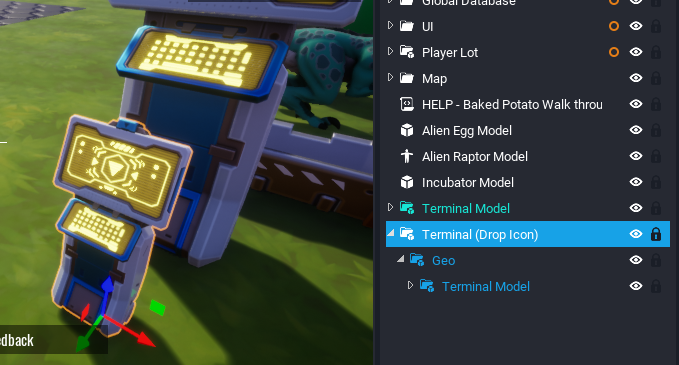 Global Database
UI
Player Lot
Map
HELP - Baked Potato Walk throu
Alien Egg Model
Alien Raptor Model
Incubator Model
Terminal Model
Terminal (Drop Icon)
Geo
Terminal Model
edback